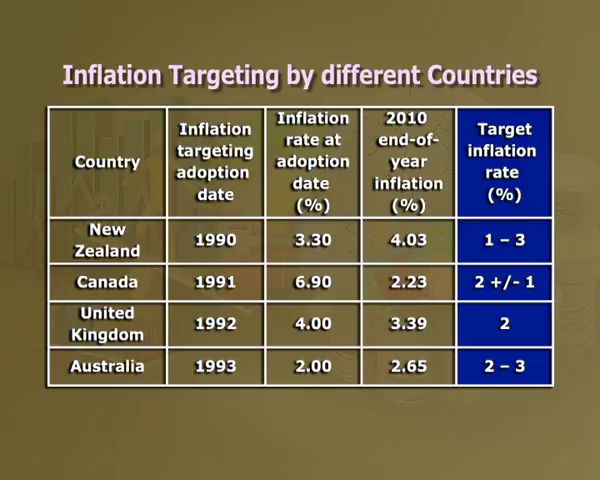 Inflation Targeting by different Countries
Country
Inflation
targeting
adoption
date
Inflation
rate at
adoption
date
(%)
2010
end-of-
year
inflation
(%)
Target
inflation
rate
(%)
New
Zealand
1990
3.30
4.03
1 – 3
Canada
1991
6.90
2.23
2 +/- 1
United
Kingdom
1992
4.00
3.39
2
Australia
1993
2.00
2.65
2 – 3